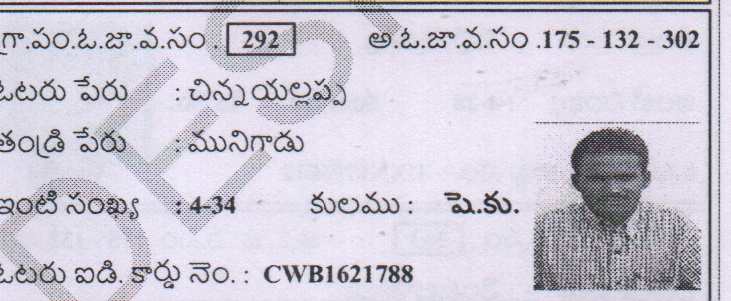 గ్రా.పం.ఓ.జా.వ.సం. 292 అ.ఓ.జా.వ.సం .175 - 132 - 302
ఓటరు పేరు : చిన్నయల్లప్ప
తండ్రి పేరు : మునిగాడు
ఇంటి సంఖ్య : 4-34 కులము : షె.కు.
ఓటరు ఐడి. కార్డు నెం. : CWB1621788